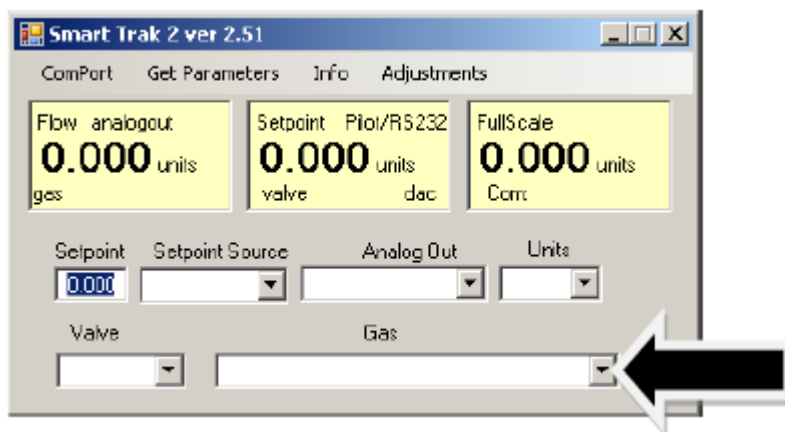 Smart Trak 2 ver 2.51
ComPort Get Parameters Info Adjustments
Flow analogout Setpoint Pilot/RS232 FullScale
0.000 units 0.000 units 0.000 units
gas valve dac Com:
Setpoint Setpoint Source Analog Out Units
0.000
Valve Gas